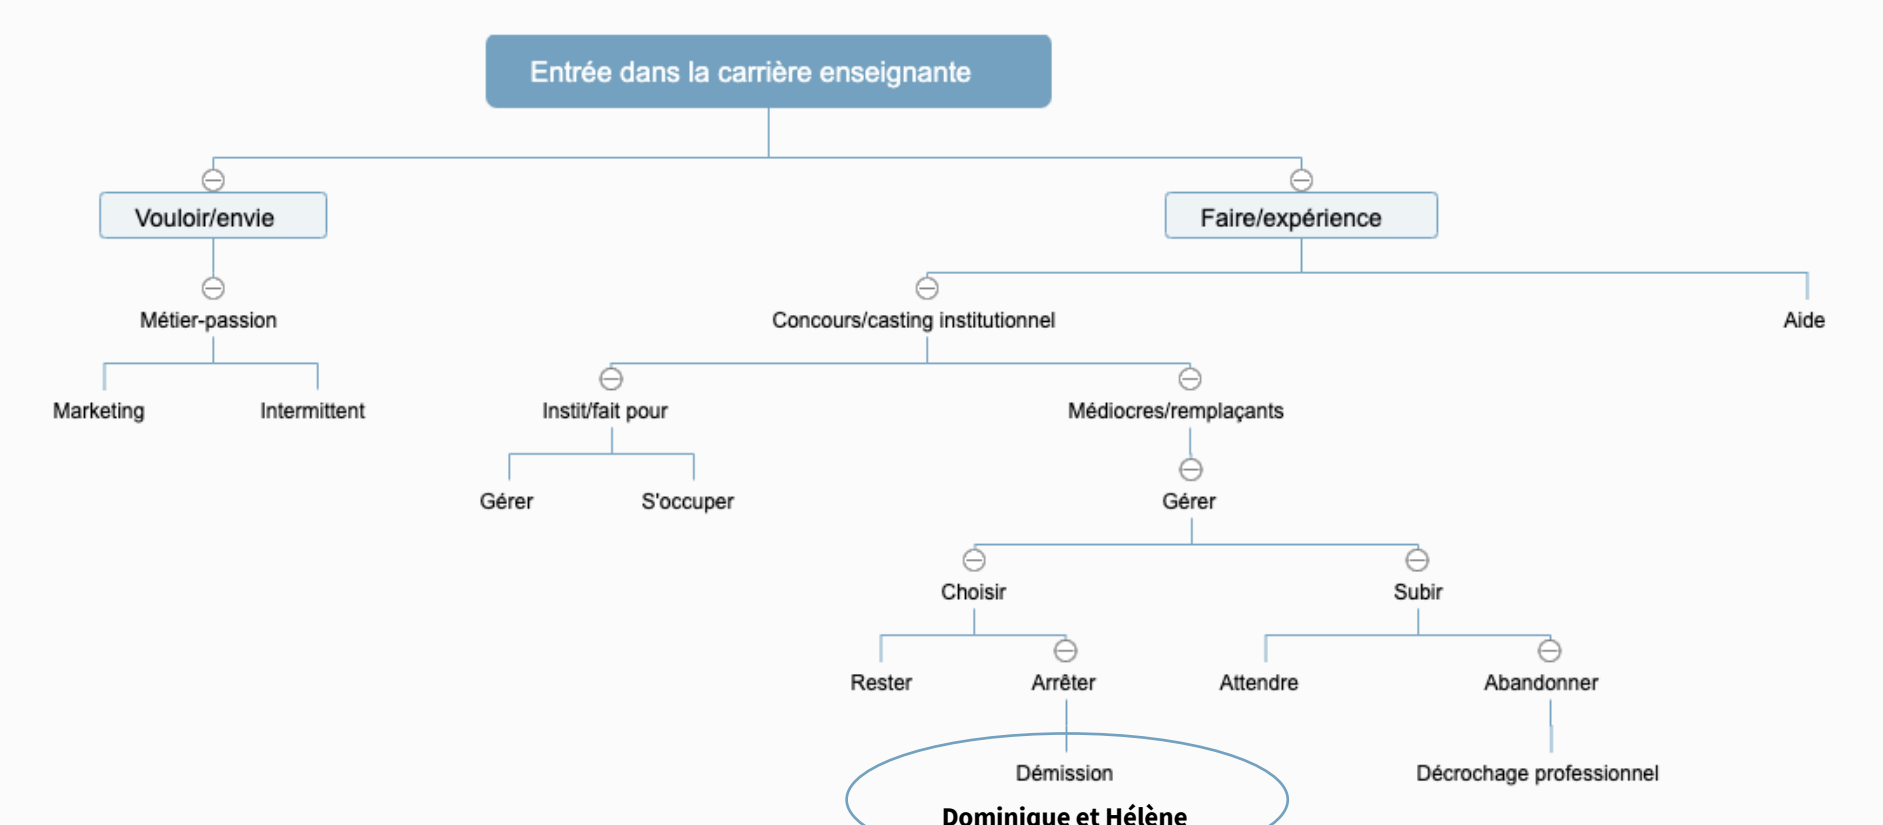 Entrée dans la carrière enseignante
Vouloir/envie
Faire/expérience
Métier-passion
Concours/casting institutionnel
Aide
Marketing
Intermittent
Instit/fait pour
Médiocres/remplaçants
Gérer
S'occuper
Gérer
Choisir
Subir
Rester
Arrêter
Attendre
Abandonner
Démission
Décrochage professionnel
Dominique et Hélène